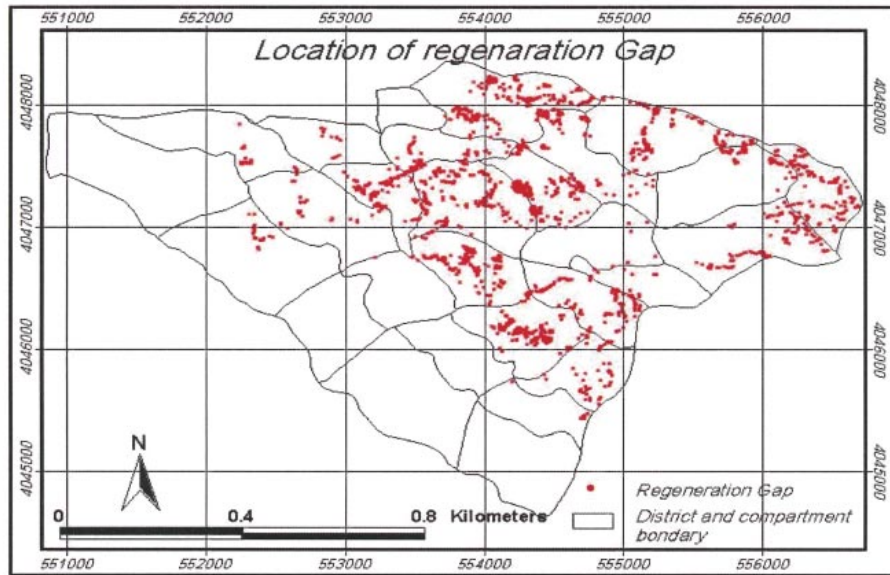 551000 552000 553000 554000 555000 556000
Location of regenaration Gap
4048000 4048000
4047000 4047000
4046000 4046000
4045000 4045000
N
0 0.4 0.8 Kilometers
Regeneration Gap
District and compartment
bondary
551000 552000 553000 554000 555000 556000